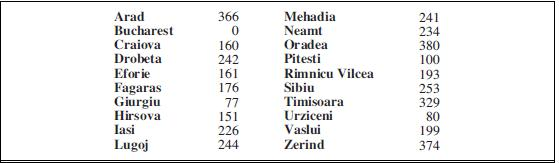 Arad 366 Mehadia 241
Bucharest 0 Neamt 234
Craiova 160 Oradea 380
Drobeta 242 Pitesti 100
Eforie 161 Rimnicu Vilcea 193
Fagaras 176 Sibiu 253
Giurgiu 77 Timisoara 329
Hirsova 151 Urziceni 80
Iasi 226 Vaslui 199
Lugoj 244 Zerind 374